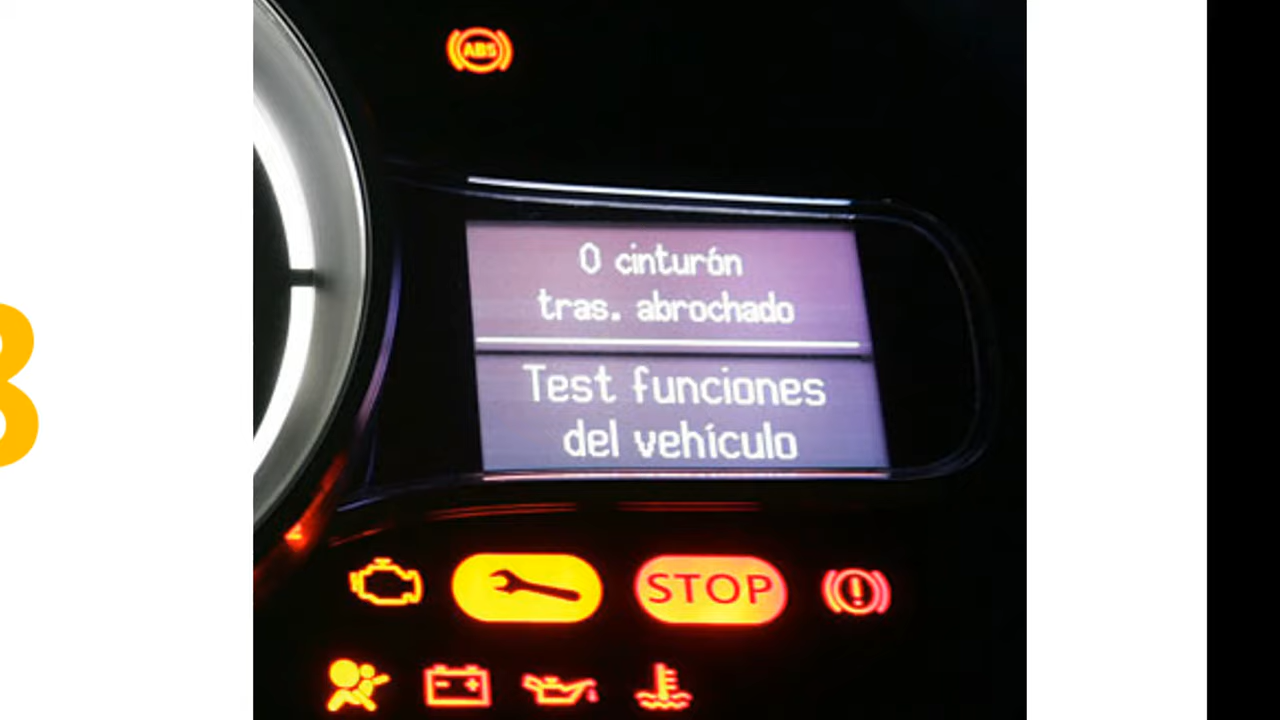 ABS
0 cinturón
tras. abrochado
Test funciones
del vehículo
STOP